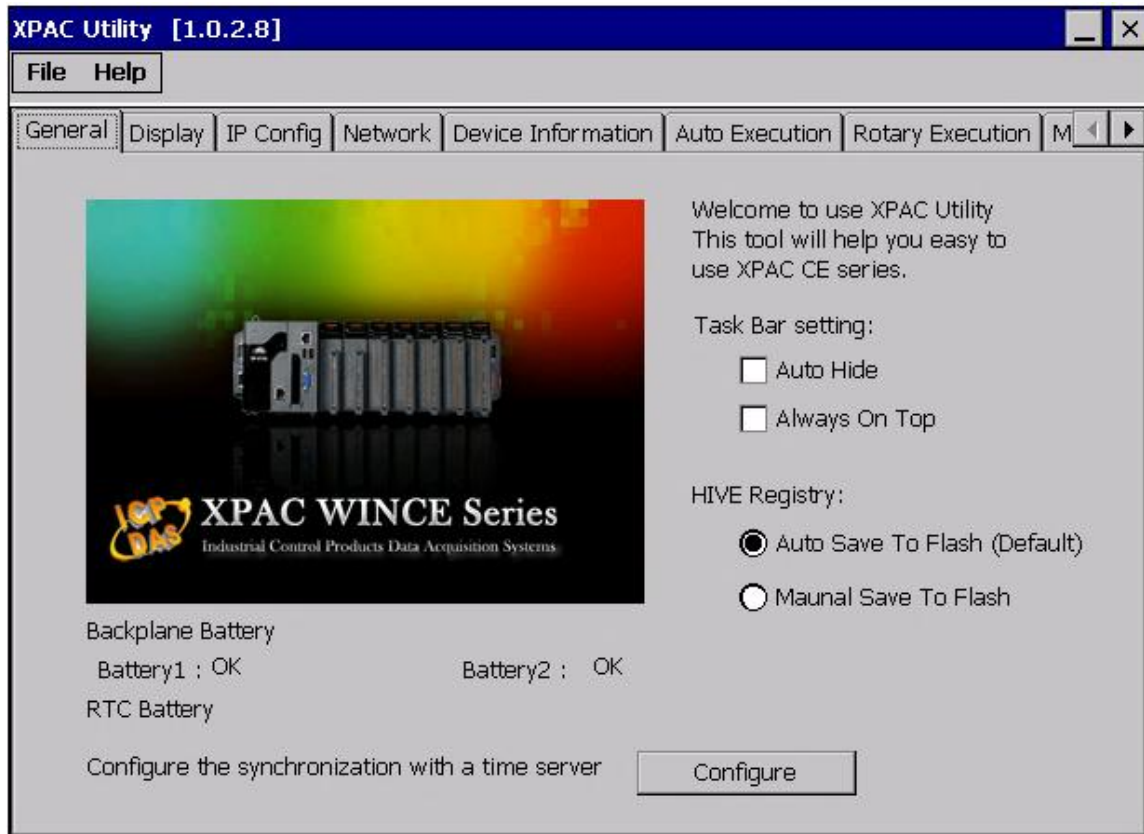 XPAC Utility [1.0.2.8]
File Help
General Display IP Config Network Device Information Auto Execution Rotary Execution M
Welcome to use XPAC Utility
This tool will help you easy to
use XPAC CE series.
Task Bar setting:
Auto Hide
Always On Top
HIVE Registry:
Auto Save To Flash (Default)
Maunal Save To Flash
ICP
DAS
XPAC WINCE Series
Industrial Control Products Data Acquisition Systems
Backplane Battery
Battery1 : OK Battery2 : OK
RTC Battery
Configure the synchronization with a time server Configure